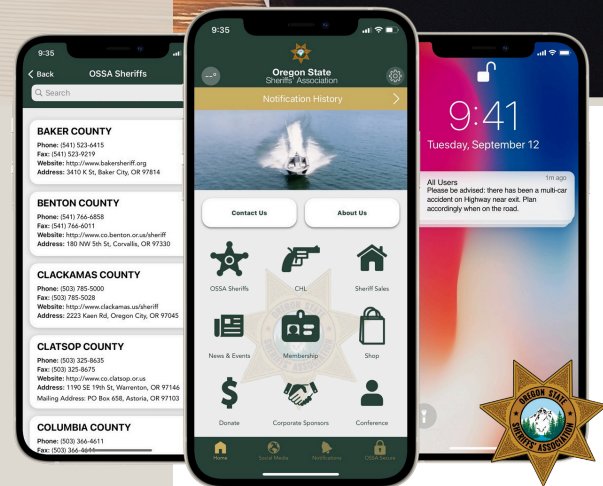 9:35
Back
OSSA Sheriffs
Search
BAKER COUNTY
Phone: (541) 523-6415
Fax: (541) 523-9219
Website: http://www.bakersheriff.org
Address: 3410 K St, Baker City, OR 97814
BENTON COUNTY
Phone: (541) 766-6858
Fax: (541) 766-6011
Website: http://www.co.benton.or.us/sheriff
Address: 180 NW 5th St, Corvallis, OR 97330
CLACKAMAS COUNTY
Phone: (503) 785-5000
Fax: (503) 785-5028
Website: http://www.clackamas.us/sheriff
Address: 2223 Kaen Rd, Oregon City, OR 97045
CLATSOP COUNTY
Phone: (503) 325-8635
Fax: (503) 325-8675
Website: http://www.co.clatsop.or.us
Address: 1190 SE 19th St, Warrenton, OR 97146
Mailing Address: PO Box 658, Astoria, OR 97103
COLUMBIA COUNTY
Phone: (503) 366-4611
Fax: (503) 366-4611
9:35
--°
Oregon State
Sheriffs' Association
Notification History
Contact Us
About Us
OSSA Sheriffs
CHL
Sheriff Sales
News & Events
Membership
Shop
Donate
Corporate Sponsors
Conference
OREGON STATE
SHERIFFS' ASSOCIATION
Home
Social Media
Notifications
OSSA Secure
9:41
Tuesday, September 12
All Users
1m ago
Please be advised: there has been a multi-car
accident on Highway near exit. Plan
accordingly when on the road.
OREGON STATE
SHERIFFS' ASSOCIATION